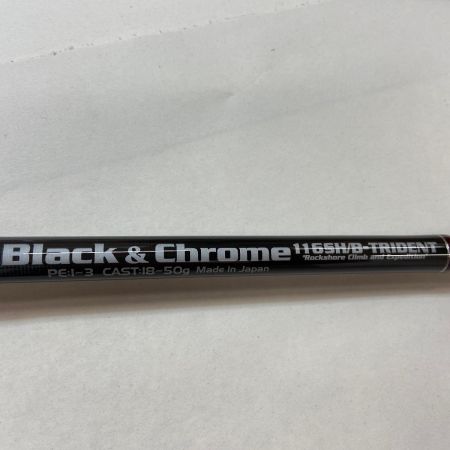 Black & Chrome 116SH/B-TRIDENT
PE:1-3 CAST:18-50g Made In Japan "Rockshore Climb and Expedition"